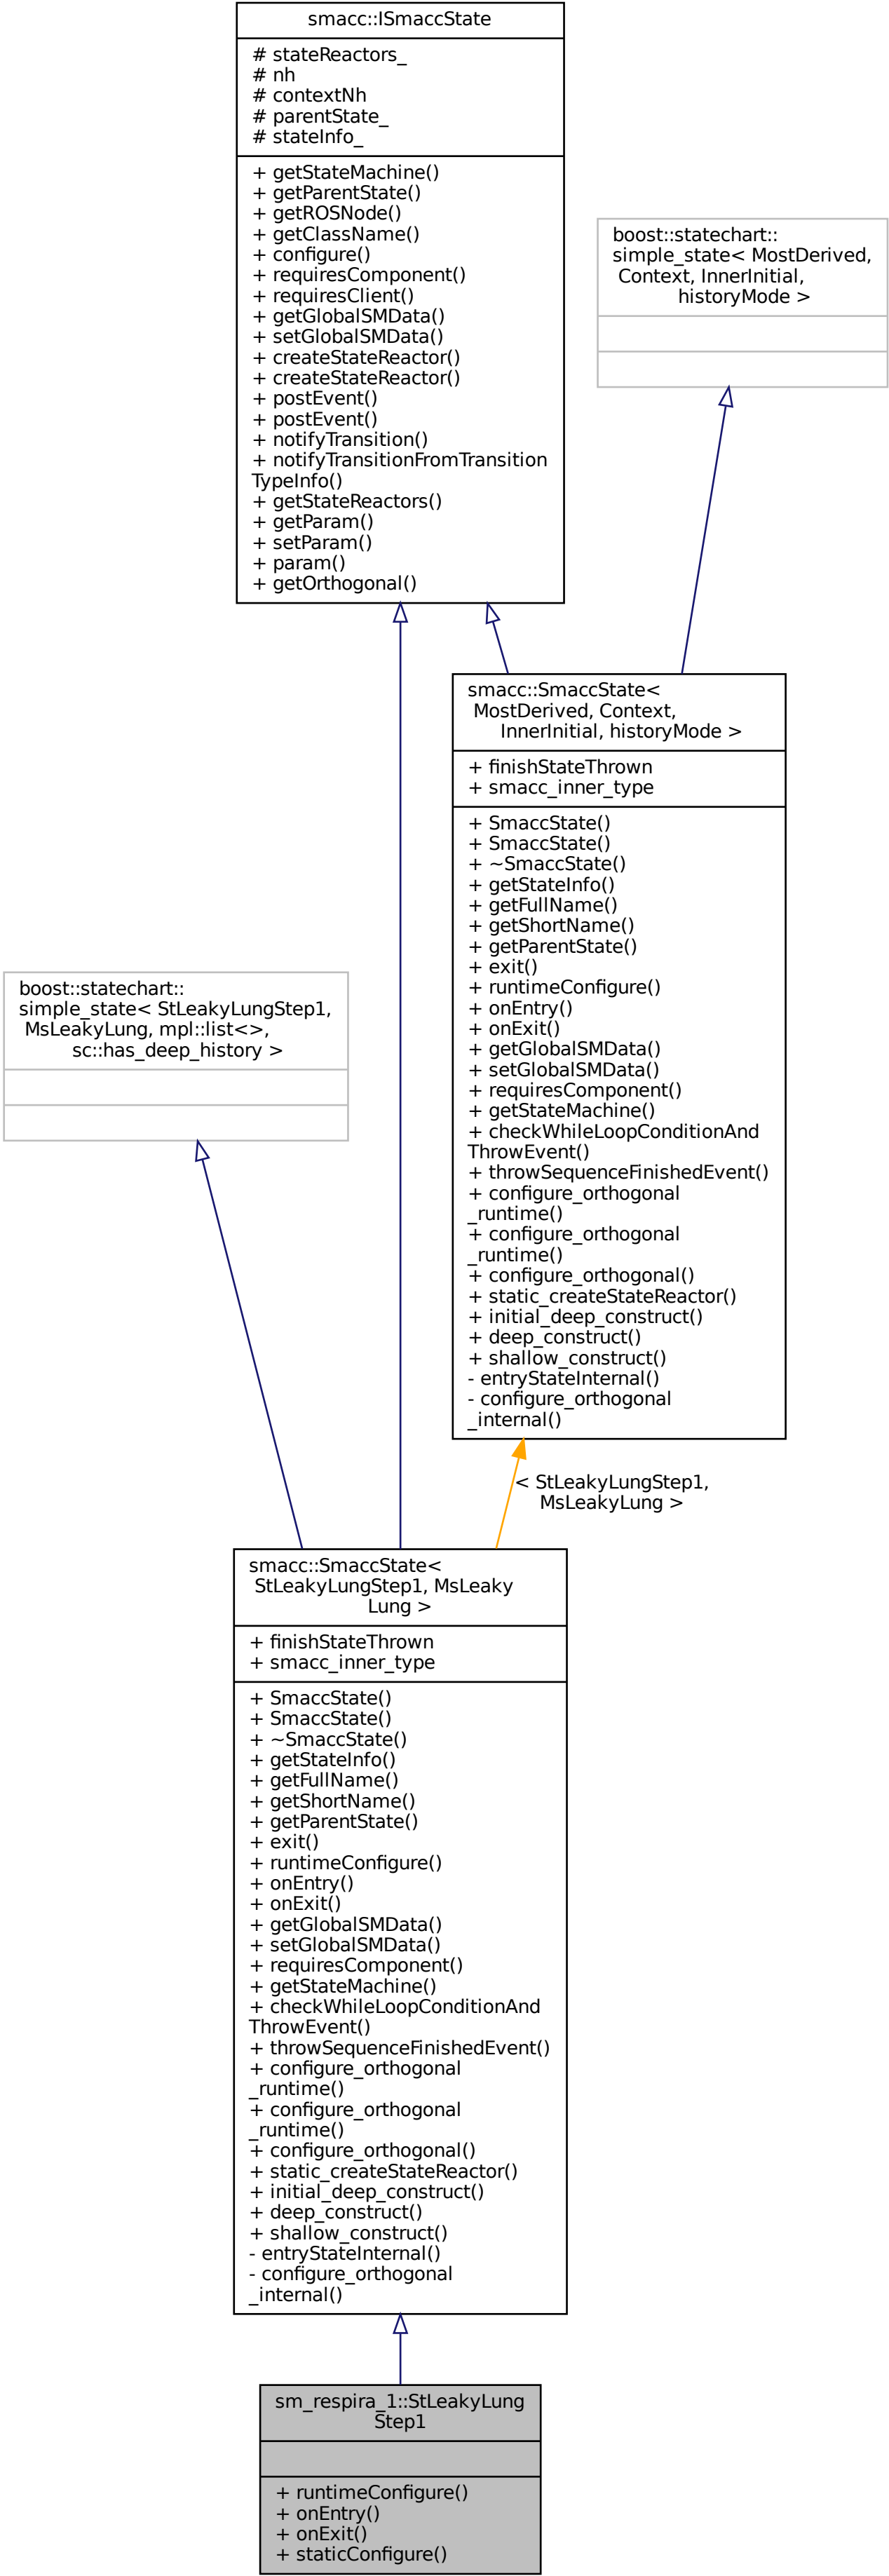 smacc::ISmaccState
# stateReactors_
# nh
# contextNh
# parentState_
# stateInfo_
+ getStateMachine()
+ getParentState()
+ getROSNode()
+ getClassName()
+ configure()
+ requiresComponent()
+ requiresClient()
+ getGlobalSMData()
+ setGlobalSMData()
+ createStateReactor()
+ createStateReactor()
+ postEvent()
+ postEvent()
+ notifyTransition()
+ notifyTransitionFromTransition
TypeInfo()
+ getStateReactors()
+ getParam()
+ setParam()
+ param()
+ getOrthogonal()
boost::statechart::
simple_state< MostDerived,
Context, InnerInitial,
historyMode >
smacc::SmaccState<
MostDerived, Context,
InnerInitial, historyMode >
+ finishStateThrown
+ smacc_inner_type
+ SmaccState()
+ SmaccState()
+ ~SmaccState()
+ getStateInfo()
+ getFullName()
+ getShortName()
+ getParentState()
+ exit()
+ runtimeConfigure()
+ onEntry()
+ onExit()
+ getGlobalSMData()
+ setGlobalSMData()
+ requiresComponent()
+ getStateMachine()
+ checkWhileLoopConditionAnd
ThrowEvent()
+ throwSequenceFinishedEvent()
+ configure_orthogonal
_runtime()
+ configure_orthogonal
_runtime()
+ configure_orthogonal()
+ static_createStateReactor()
+ initial_deep_construct()
+ deep_construct()
+ shallow_construct()
- entryStateInternal()
- configure_orthogonal
_internal()
boost::statechart::
simple_state< StLeakyLungStep1,
MsLeakyLung, mpl::list<>,
sc::has_deep_history >
< StLeakyLungStep1,
MsLeakyLung >
smacc::SmaccState<
StLeakyLungStep1, MsLeaky
Lung >
+ finishStateThrown
+ smacc_inner_type
+ SmaccState()
+ SmaccState()
+ ~SmaccState()
+ getStateInfo()
+ getFullName()
+ getShortName()
+ getParentState()
+ exit()
+ runtimeConfigure()
+ onEntry()
+ onExit()
+ getGlobalSMData()
+ setGlobalSMData()
+ requiresComponent()
+ getStateMachine()
+ checkWhileLoopConditionAnd
ThrowEvent()
+ throwSequenceFinishedEvent()
+ configure_orthogonal
_runtime()
+ configure_orthogonal
_runtime()
+ configure_orthogonal()
+ static_createStateReactor()
+ initial_deep_construct()
+ deep_construct()
+ shallow_construct()
- entryStateInternal()
- configure_orthogonal
_internal()
sm_respira_1::StLeakyLung
Step1
+ runtimeConfigure()
+ onEntry()
+ onExit()
+ staticConfigure()